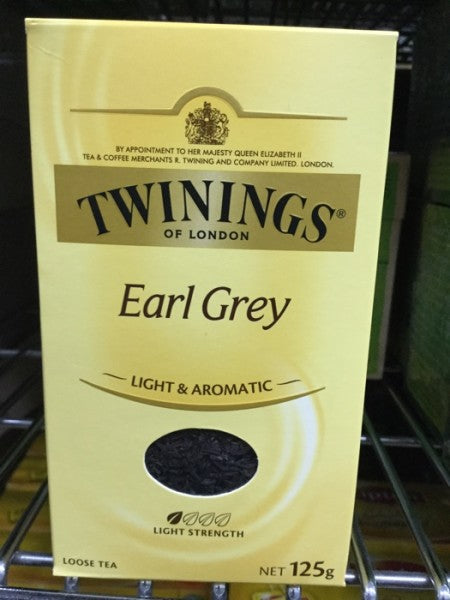 BY APPOINTMENT TO HER MAJESTY QUEEN ELIZABETH II
TEA & COFFEE MERCHANTS R. TWINING AND COMPANY LIMITED. LONDON.
TWININGS®
OF LONDON
Earl Grey
LIGHT & AROMATIC
LIGHT STRENGTH
LOOSE TEA
NET 125g